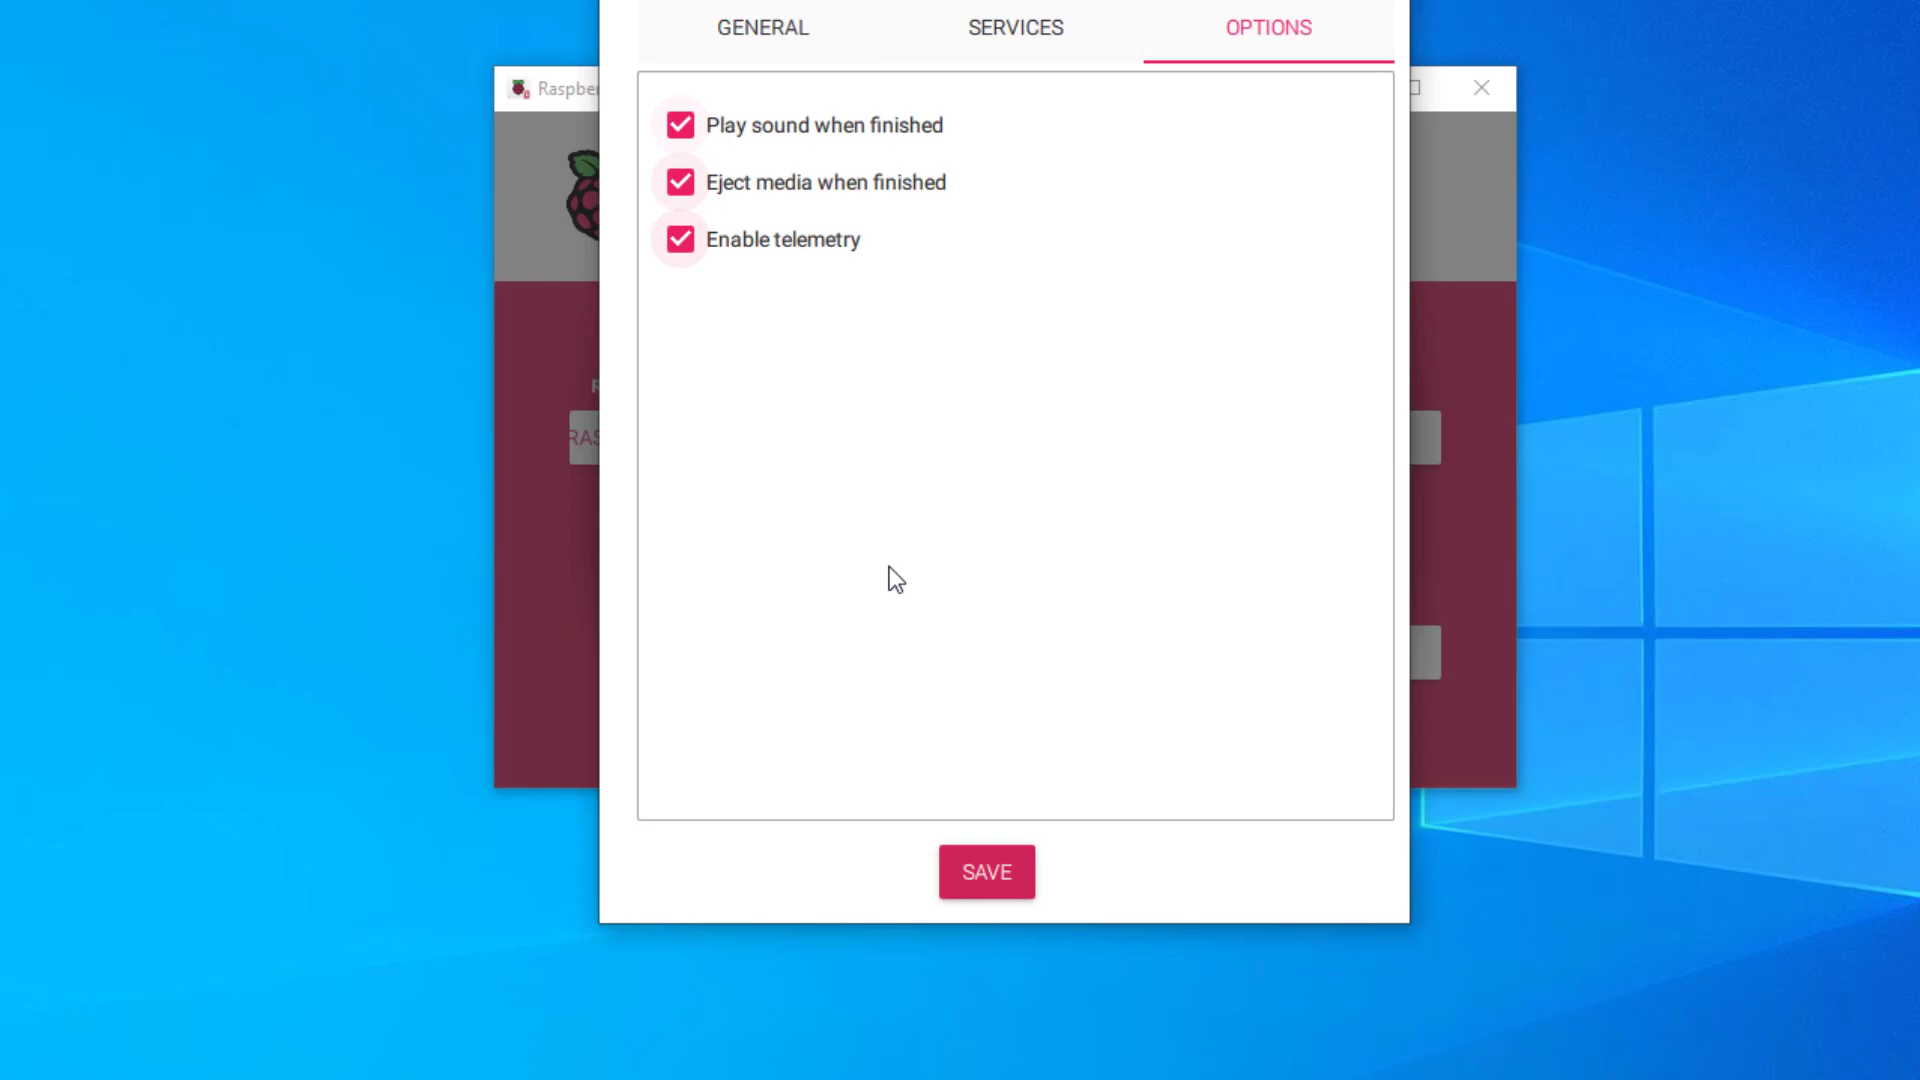 GENERAL SERVICES OPTIONS
Raspbe
Play sound when finished
Eject media when finished
Enable telemetry
RAS
SAVE